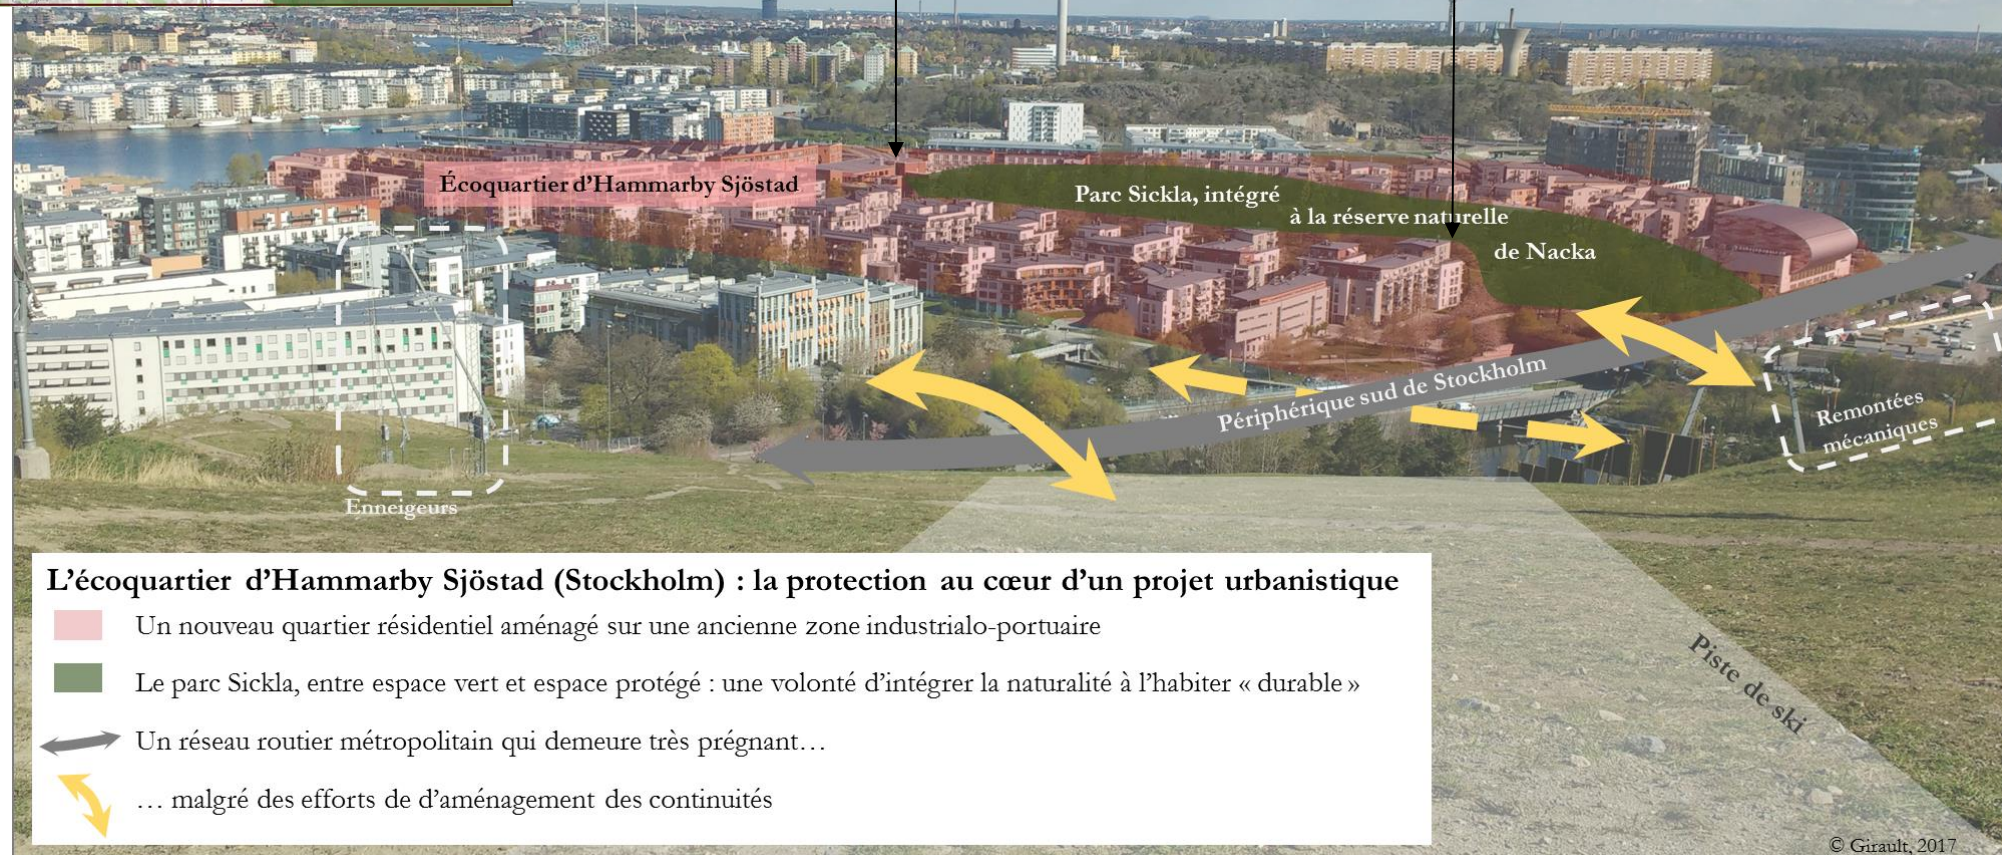 Écoquartier d'Hammarby Sjöstad
Parc Sickla, intégré
à la réserve naturelle
de Nacka
Périphérique sud de Stockholm
Remontées
mécaniques
Enneigeurs
Piste de ski
L'écoquartier d'Hammarby Sjöstad (Stockholm) : la protection au cœur d'un projet urbanistique
Un nouveau quartier résidentiel aménagé sur une ancienne zone industrialo-portuaire
Le parc Sickla, entre espace vert et espace protégé : une volonté d'intégrer la naturalité à l'habiter « durable »
Un réseau routier métropolitain qui demeure très prégnant…
… malgré des efforts de d'aménagement des continuités
© Girault, 2017